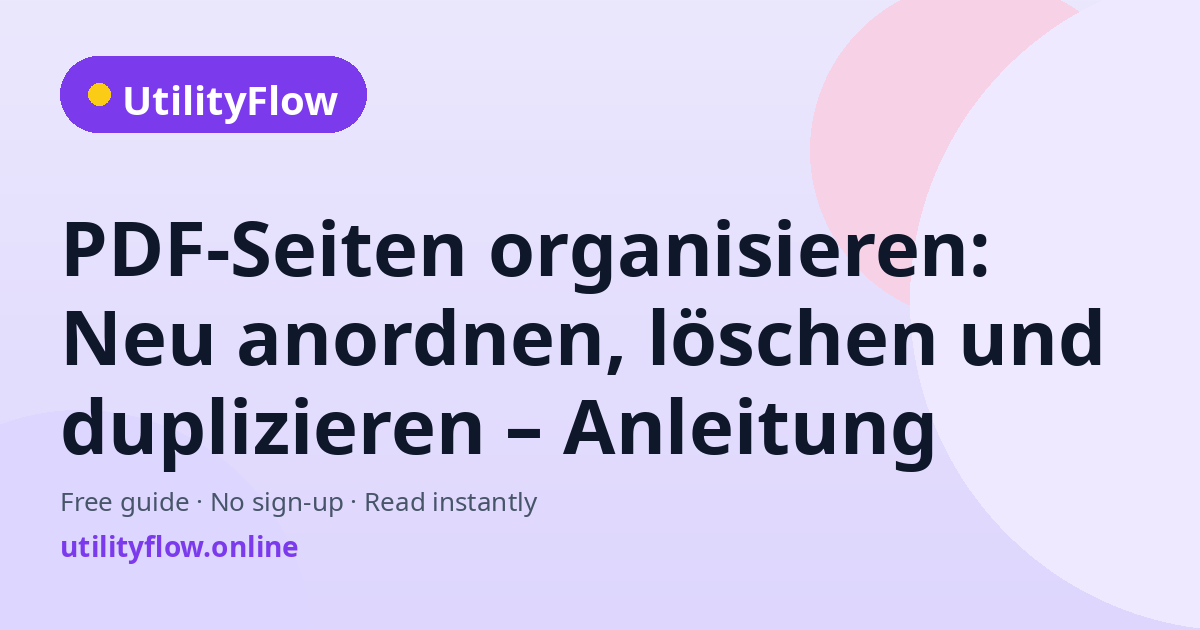 UtilityFlow
PDF-Seiten organisieren:
Neu anordnen, löschen und
duplizieren – Anleitung
Free guide · No sign-up · Read instantly
utilityflow.online